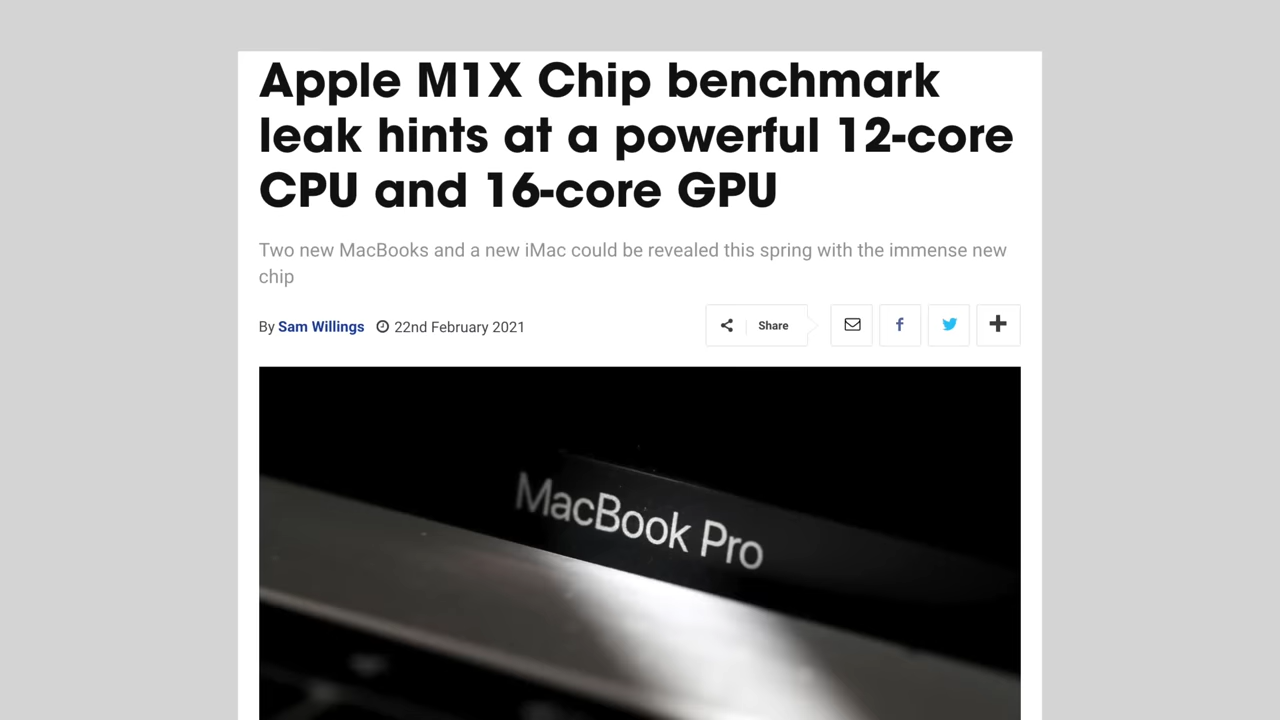 Apple M1X Chip benchmark
leak hints at a powerful 12-core
CPU and 16-core GPU
Two new MacBooks and a new iMac could be revealed this spring with the immense new
chip
By Sam Willings 22nd February 2021
Share
MacBook Pro